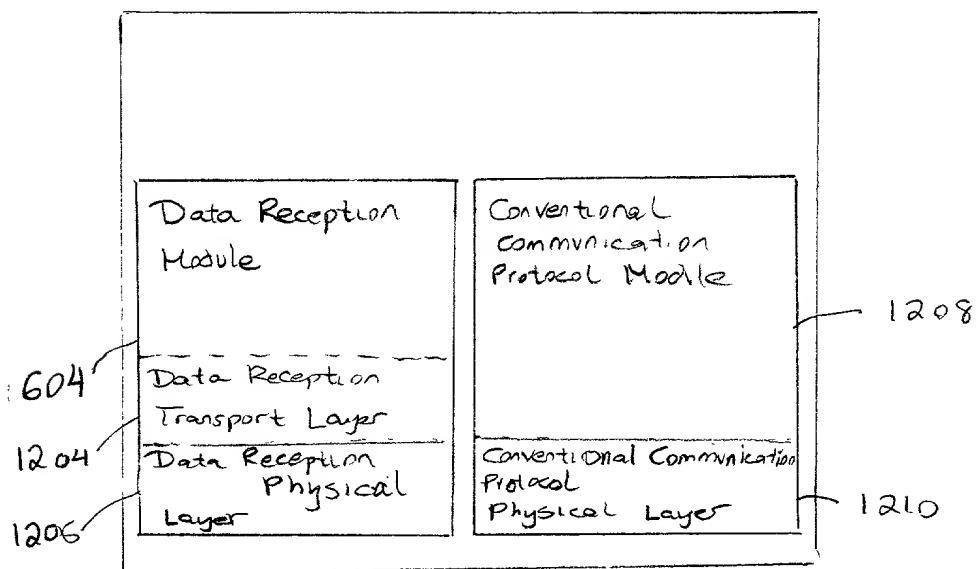 Data Reception
Module
604
Data Reception
Transport Layer
1204
Data Reception
Physical
Layer
1206
Conventional
Communication
Protocol Module
1208
Conventional Communication
Protocol
Physical Layer
1210